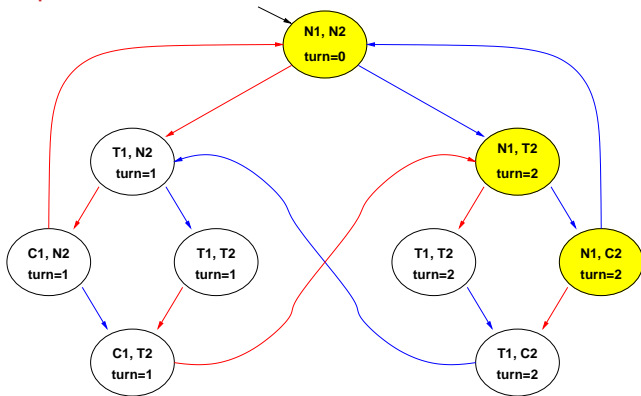 N1, N2
turn=0
T1, N2
turn=1
N1, T2
turn=2
C1, N2
turn=1
T1, T2
turn=1
T1, T2
turn=2
N1, C2
turn=2
C1, T2
turn=1
T1, C2
turn=2